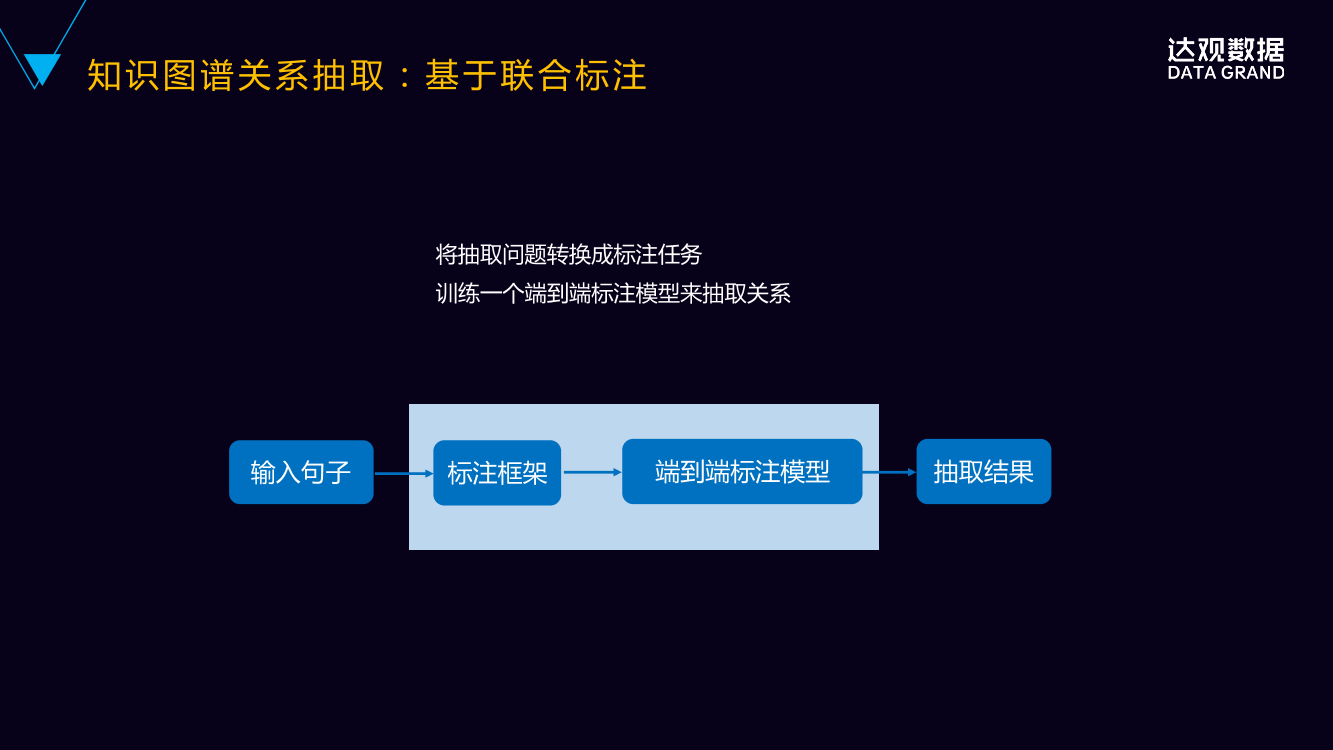 知识图谱关系抽取：基于联合标注
达观数据
DATA GRAND
将抽取问题转换成标注任务
训练一个端到端标注模型来抽取关系
输入句子
标注框架
端到端标注模型
抽取结果